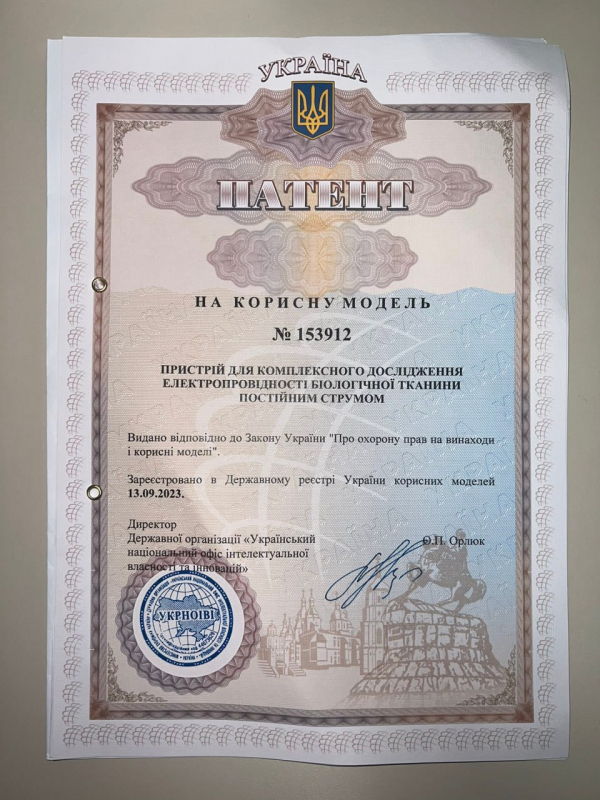 УКРАЇНА
ПАТЕНТ
НА КОРИСНУ МОДЕЛЬ
№ 153912
ПРИСТРІЙ ДЛЯ КОМПЛЕКСНОГО ДОСЛІДЖЕННЯ
ЕЛЕКТРОПРОВІДНОСТІ БІОЛОГІЧНОЇ ТКАНИНИ
ПОСТІЙНИМ СТРУМОМ
Видано відповідно до Закону України "Про охорону прав на винаходи
і корисні моделі".
Зареєстровано в Державному реєстрі України корисних моделей
13.09.2023.
Директор
Державної організації «Український
національний офіс інтелектуальної
власності та інновацій»
О.П. Орлюк
УКРНОІВІ